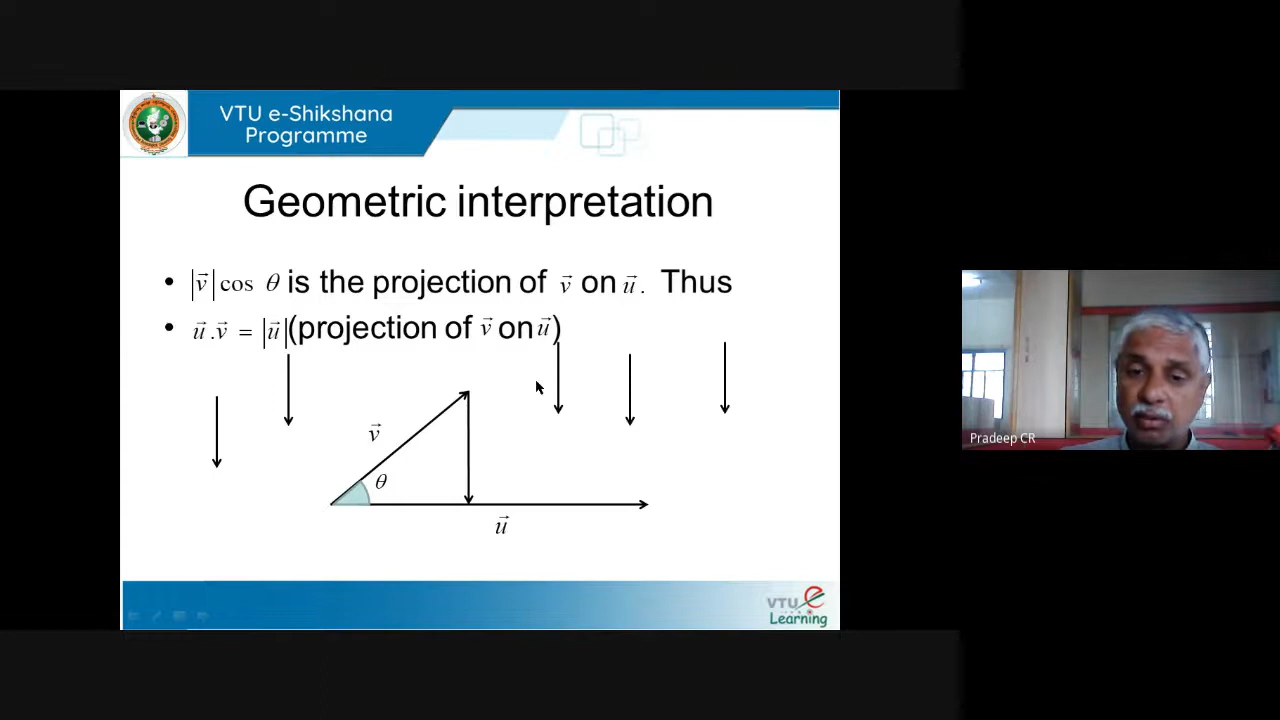 VTU e-Shikshana
Programme
Geometric interpretation
• |v⃗| cos θ is the projection of v⃗ on u⃗. Thus
• u⃗.v⃗ = |u⃗|(projection of v⃗ on u⃗)
v⃗
θ
u⃗
VTU e
Learning
Pradeep CR